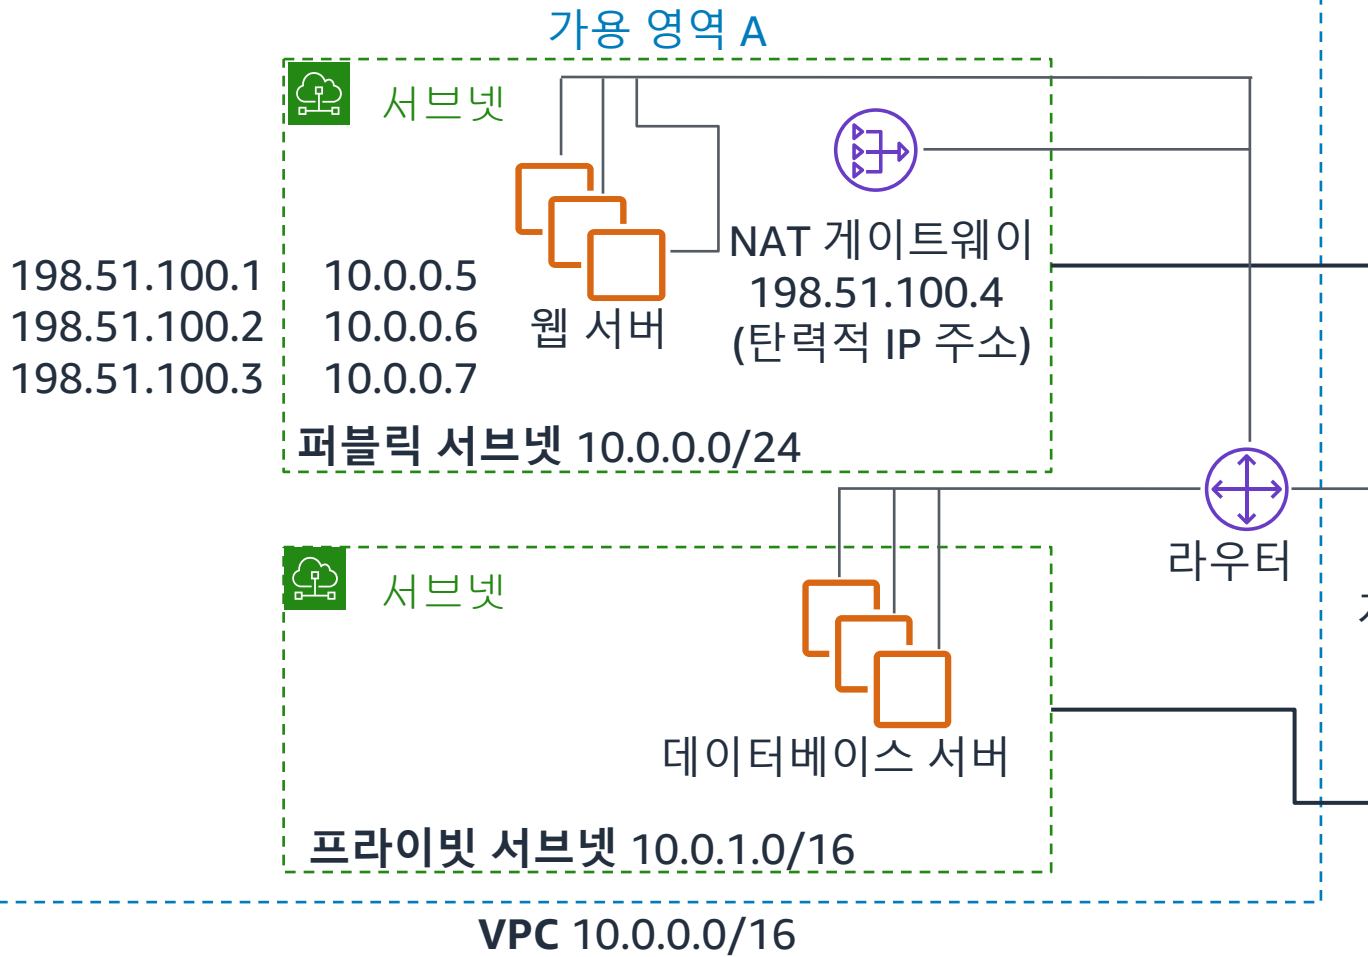 가용 영역 A
서브넷
198.51.100.1
198.51.100.2
198.51.100.3
10.0.0.5
10.0.0.6
10.0.0.7
웹 서버
NAT 게이트웨이
198.51.100.4
(탄력적 IP 주소)
퍼블릭 서브넷 10.0.0.0/24
라우터
서브넷
데이터베이스 서버
프라이빗 서브넷 10.0.1.0/16
VPC 10.0.0.0/16